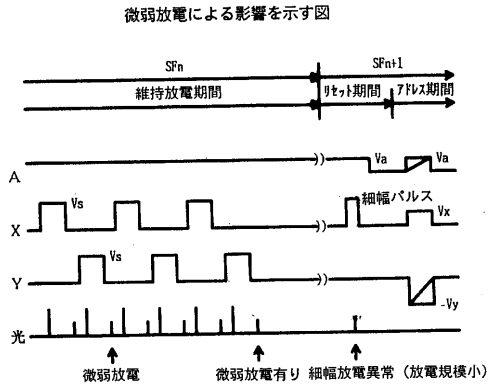 微弱放電による影響を示す図
SFn
SFn+1
維持放電期間
リセット期間
アドレス期間
A
Va
Va
X
Vs
細幅パルス
Vx
Y
Vs
-Vy
光
微弱放電
微弱放電有り
細幅放電異常（放電規模小）